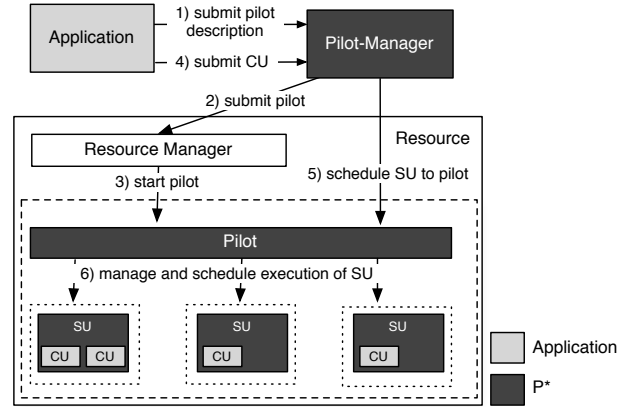 1) submit pilot
description
Application
Pilot-Manager
4) submit CU
2) submit pilot
Resource
Resource Manager
3) start pilot
5) schedule SU to pilot
Pilot
6) manage and schedule execution of SU
SU
SU
SU
CU
CU
CU
CU
Application
P*